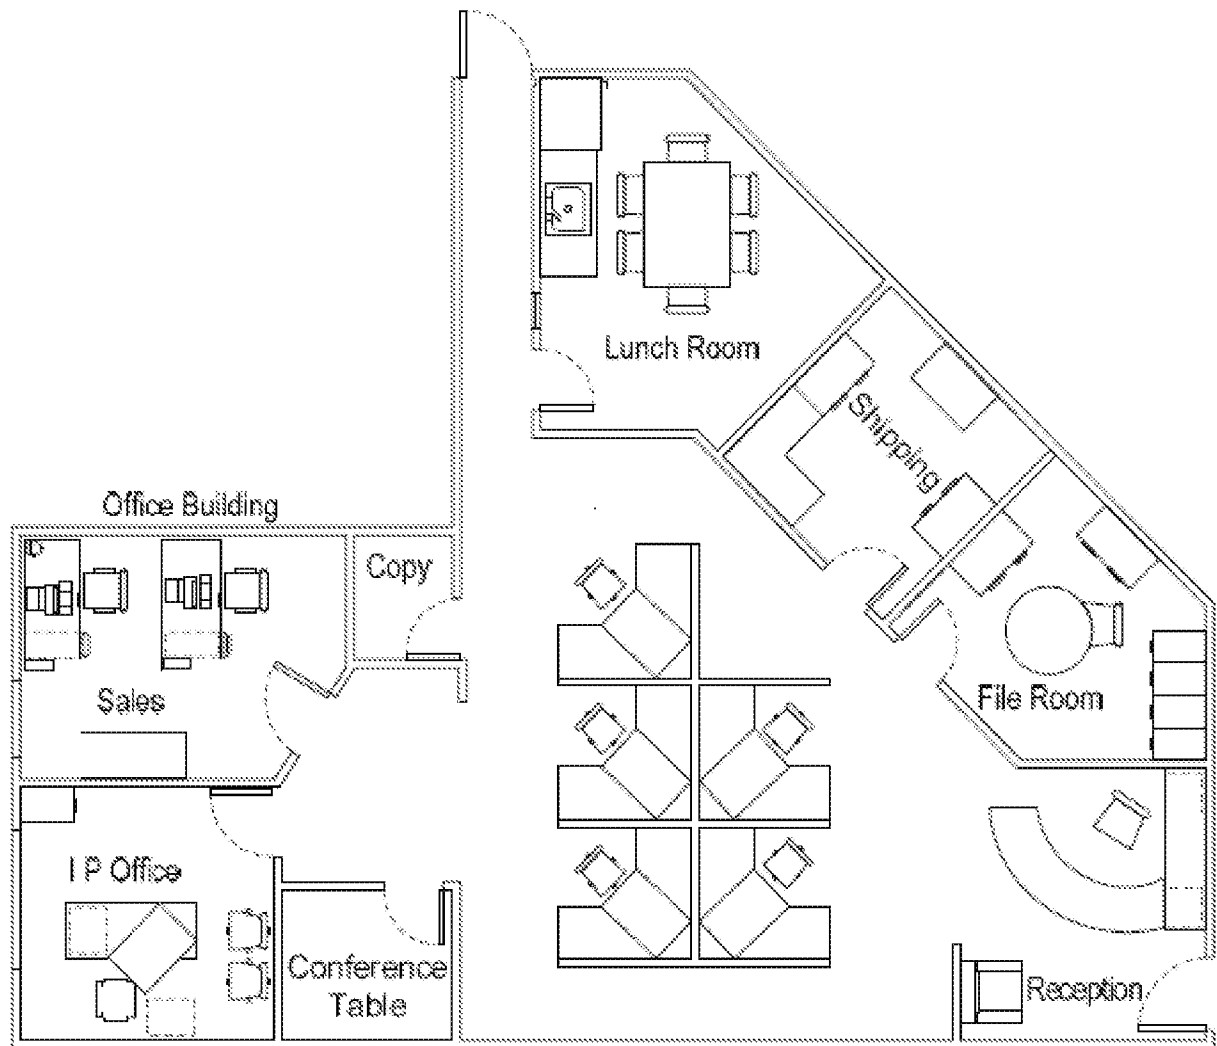 Lunch Room
Shipping
Office Building
Copy
Sales
File Room
I P Office
Conference
Table
Reception